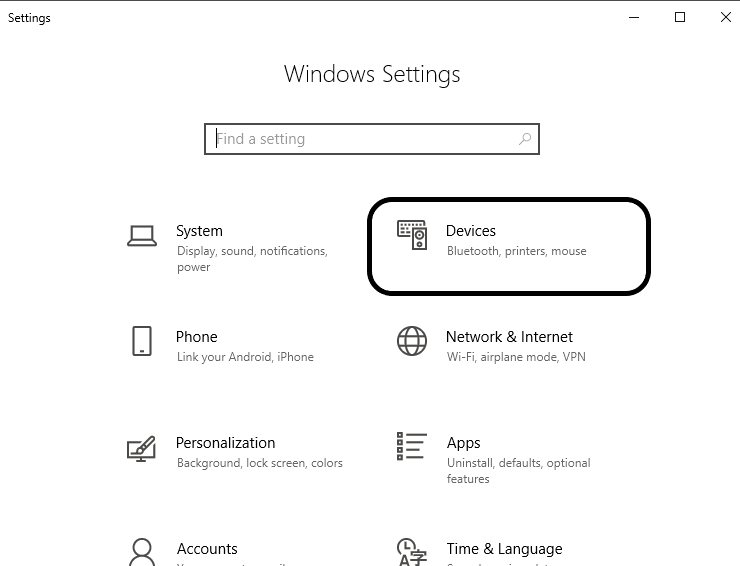 Settings
Windows Settings
Find a setting
System
Display, sound, notifications,
power
Devices
Bluetooth, printers, mouse
Phone
Link your Android, iPhone
Network & Internet
Wi-Fi, airplane mode, VPN
Personalization
Background, lock screen, colors
Apps
Uninstall, defaults, optional
features
Accounts
Time & Language